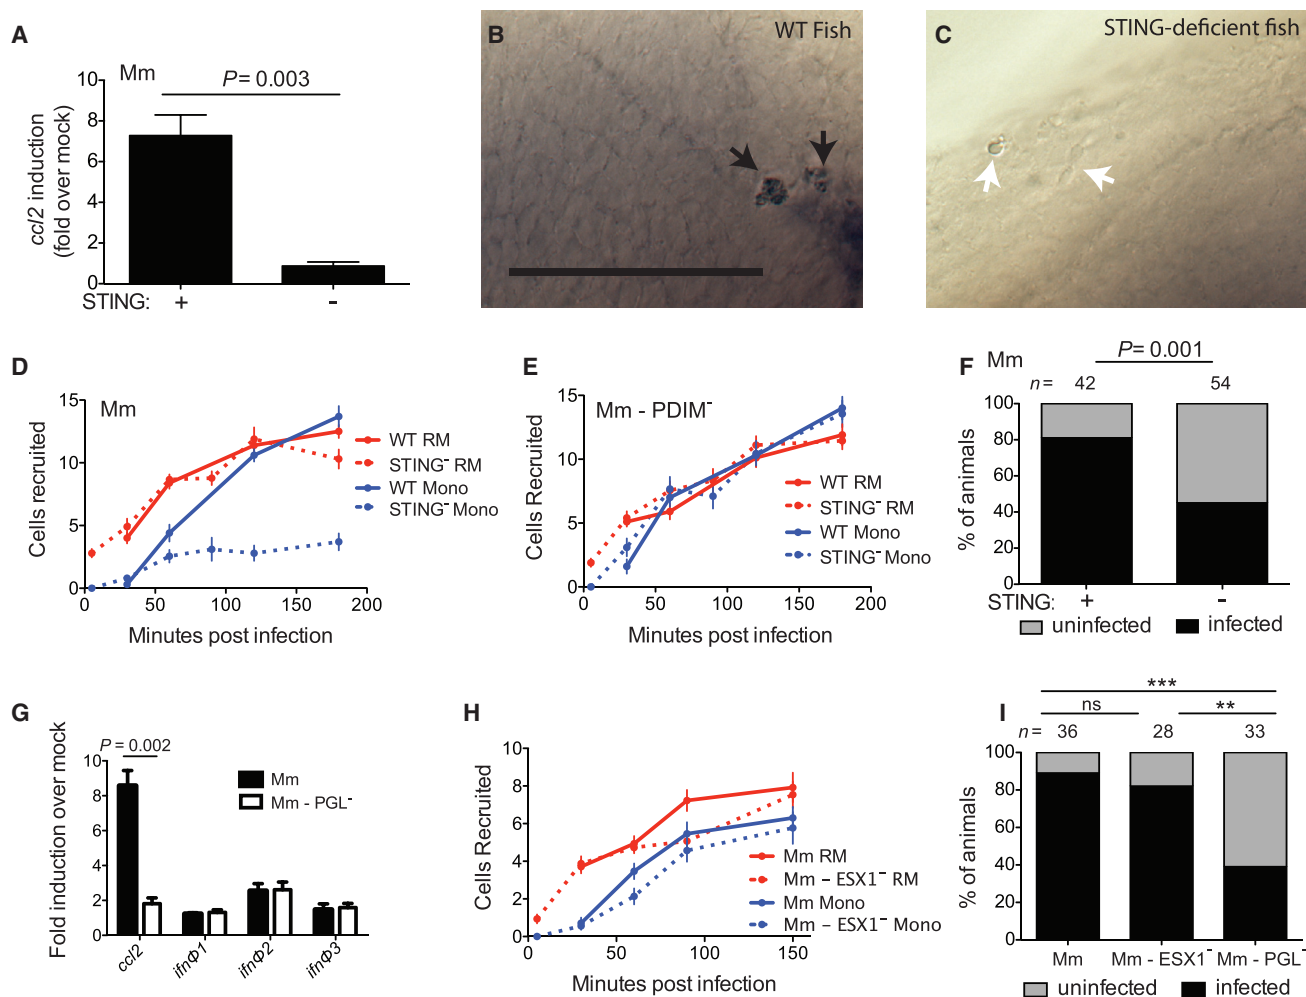 A
Mm
P= 0.003
10
8
6
4
2
0
ccl2 induction
(fold over mock)
STING: + -
B
WT Fish
C
STING-deficient fish
D
Mm
15
10
5
0
Cells recruited
0 50 100 150 200
Minutes post infection
WT RM
STING⁻ RM
WT Mono
STING⁻ Mono
E
Mm - PDIM⁻
15
10
5
0
Cells Recruited
0 50 100 150 200
Minutes post infection
WT RM
STING⁻ RM
WT Mono
STING⁻ Mono
F
Mm
P= 0.001
n= 42 54
100
80
60
40
20
0
% of animals
STING: + -
uninfected infected
G
P = 0.002
10
8
6
4
2
0
Fold induction over mock
Mm
Mm - PGL⁻
ccl2 ifnΦ1 ifnΦ2 ifnΦ3
H
10
8
6
4
2
0
Cells Recruited
0 50 100 150
Minutes post infection
Mm RM
Mm – ESX1⁻ RM
Mm Mono
Mm – ESX1⁻ Mono
I
***
ns **
n= 36 28 33
100
80
60
40
20
0
% of animals
Mm Mm - ESX1⁻ Mm - PGL⁻
uninfected infected